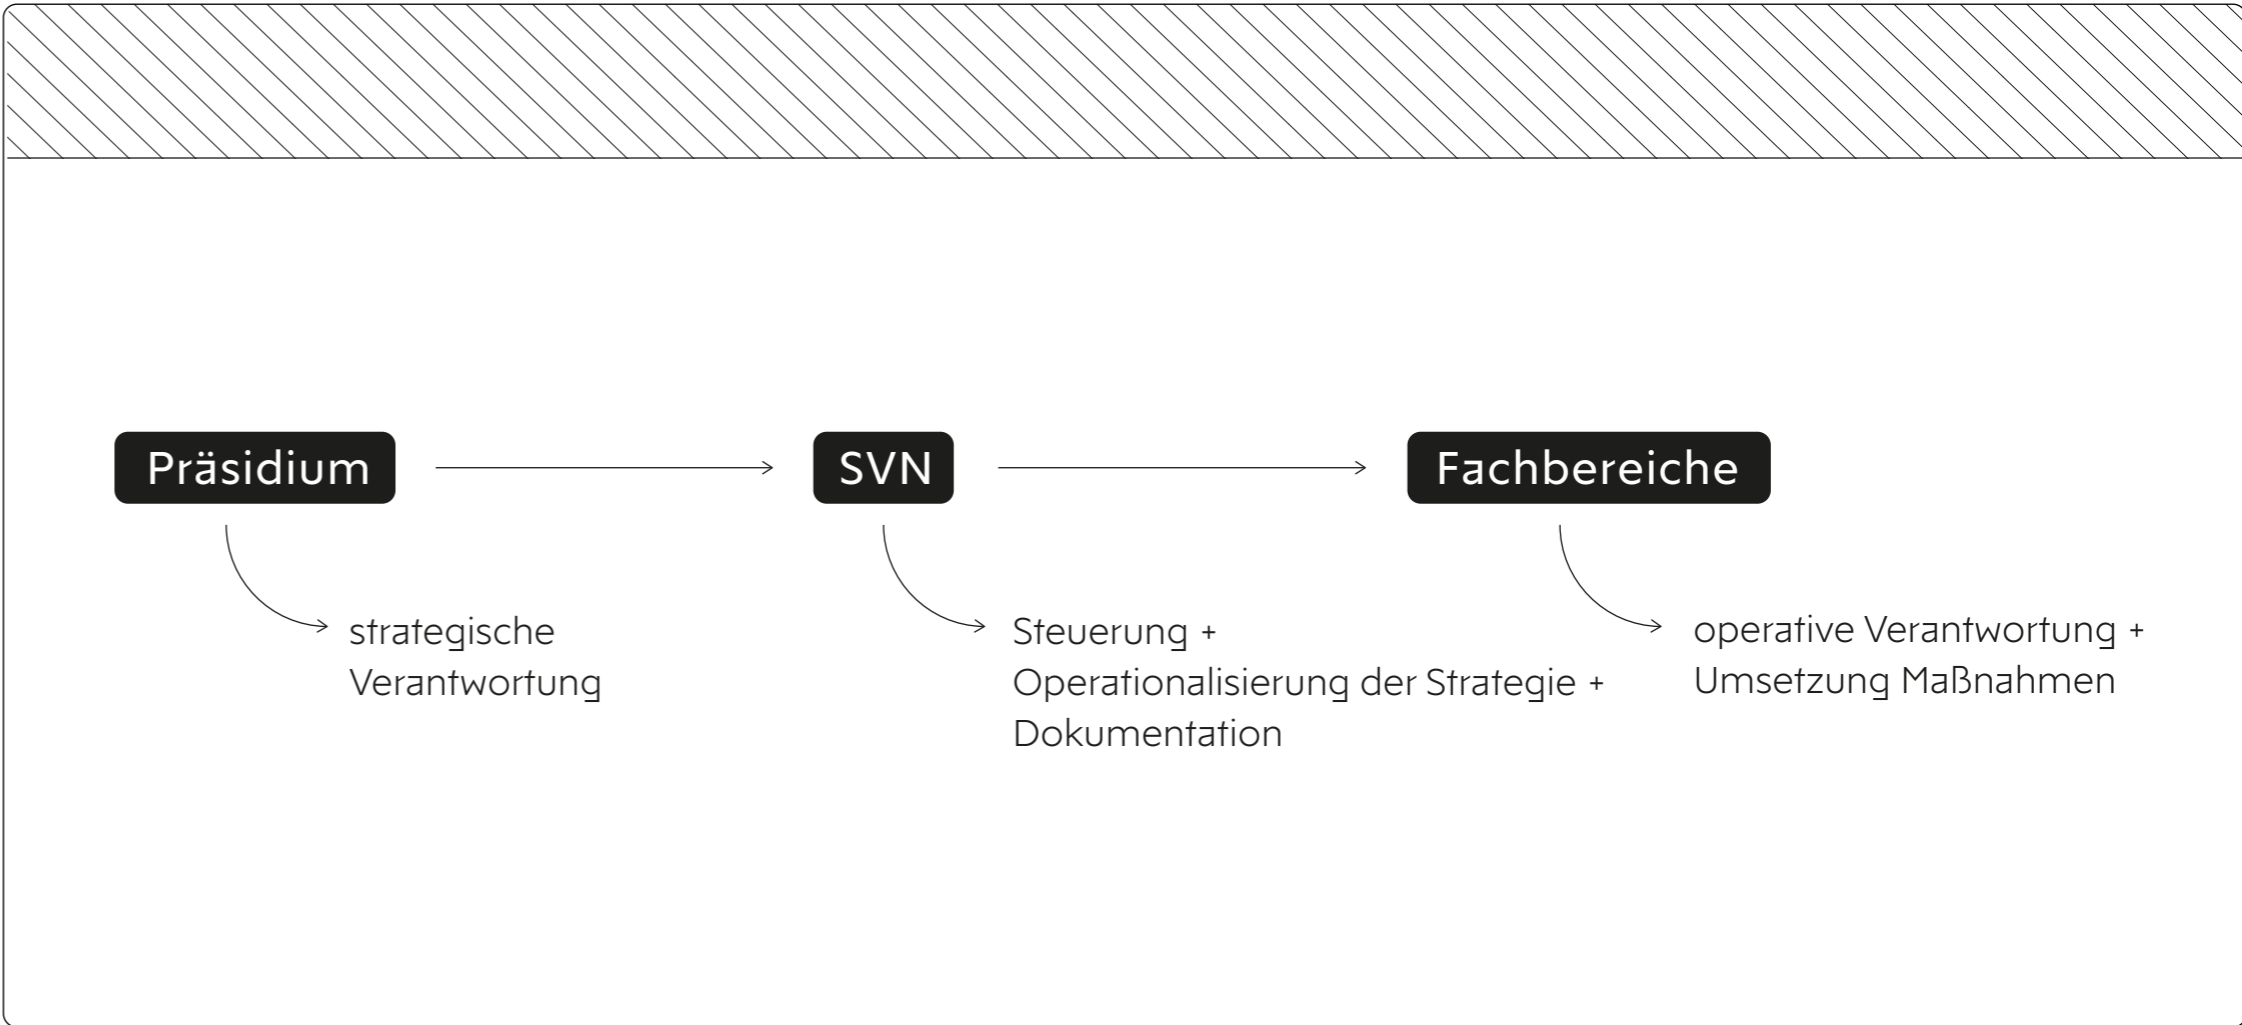 Präsidium
SVN
Fachbereiche
strategische
Verantwortung
Steuerung +
Operationalisierung der Strategie +
Dokumentation
operative Verantwortung +
Umsetzung Maßnahmen